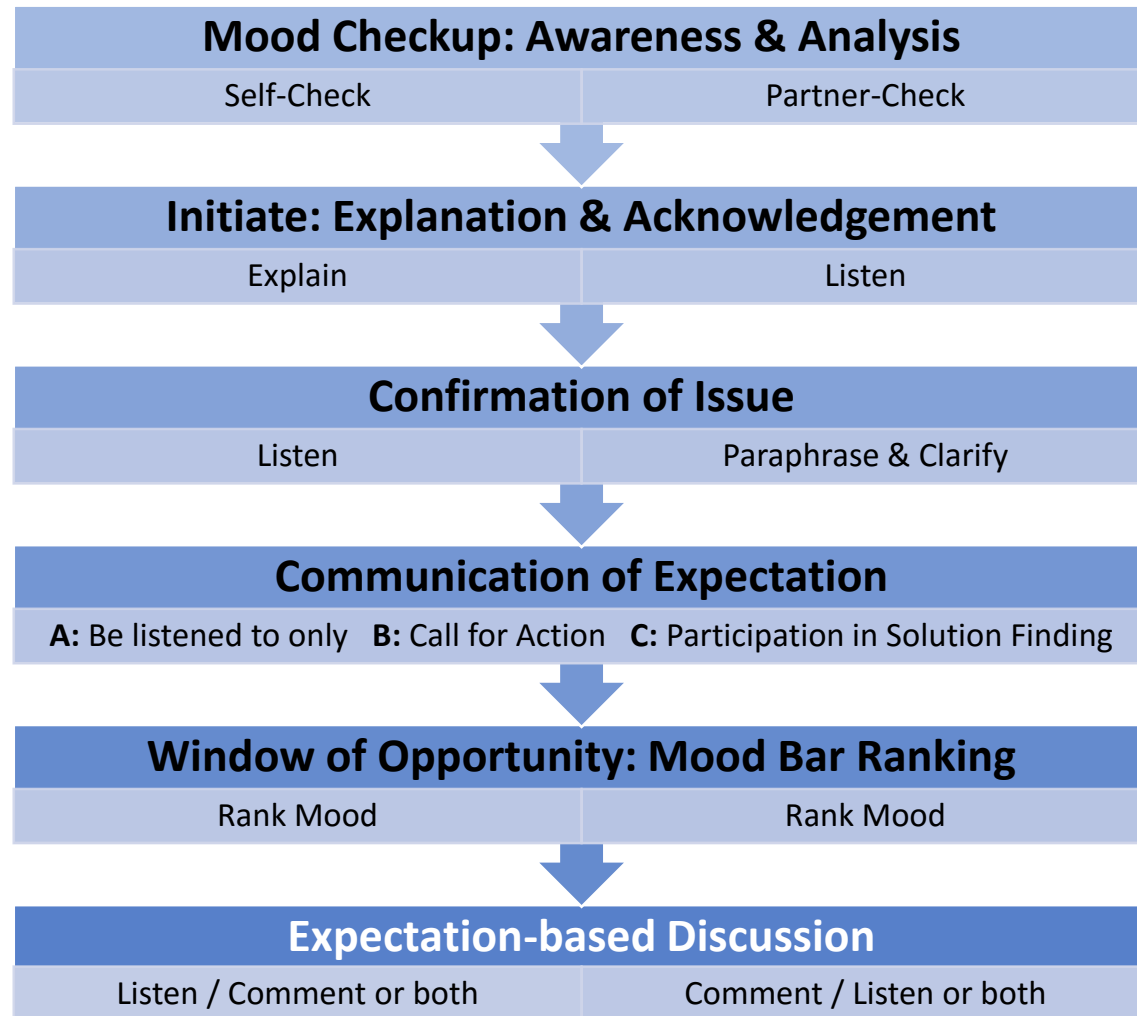 Mood Checkup: Awareness & Analysis
Self-Check
Partner-Check
Initiate: Explanation & Acknowledgement
Explain
Listen
Confirmation of Issue
Listen
Paraphrase & Clarify
Communication of Expectation
A: Be listened to only B: Call for Action C: Participation in Solution Finding
Window of Opportunity: Mood Bar Ranking
Rank Mood
Rank Mood
Expectation-based Discussion
Listen / Comment or both
Comment / Listen or both